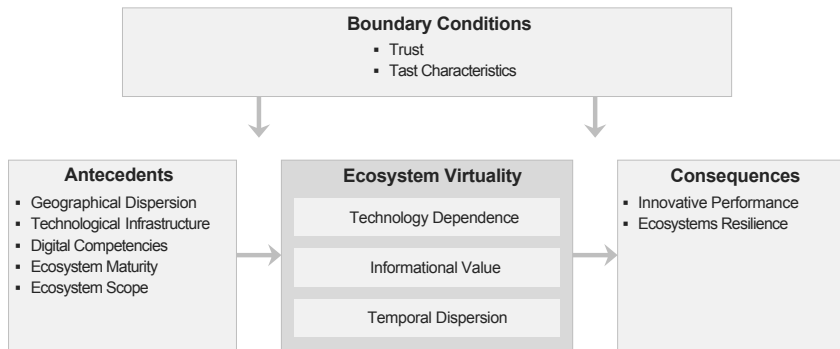 Boundary Conditions
▪ Trust
▪ Tast Characteristics
Antecedents
▪ Geographical Dispersion
▪ Technological Infrastructure
▪ Digital Competencies
▪ Ecosystem Maturity
▪ Ecosystem Scope
Ecosystem Virtuality
Technology Dependence
Informational Value
Temporal Dispersion
Consequences
▪ Innovative Performance
▪ Ecosystems Resilience